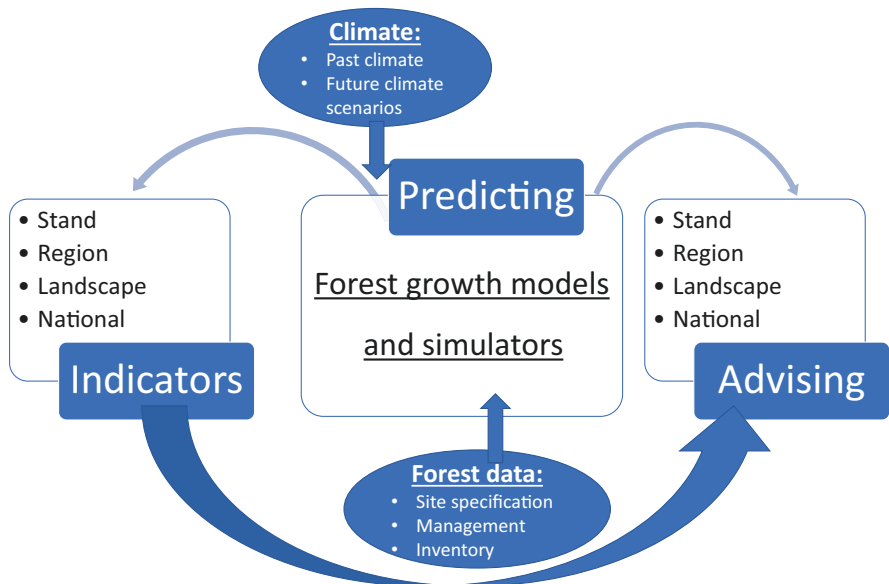 Climate:
• Past climate
• Future climate
scenarios
Predicting
Forest growth models
and simulators
• Stand
• Region
• Landscape
• National
Indicators
• Stand
• Region
• Landscape
• National
Advising
Forest data:
• Site specification
• Management
• Inventory